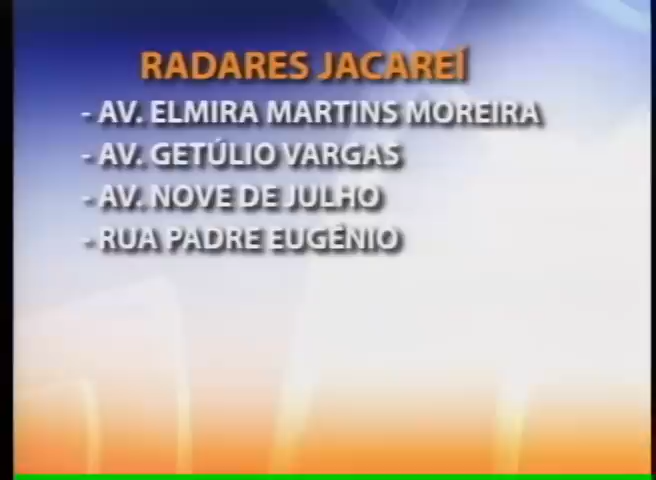 RADARES JACAREÍ
- AV. ELMIRA MARTINS MOREIRA
- AV. GETÚLIO VARGAS
- AV. NOVE DE JULHO
- RUA PADRE EUGÊNIO